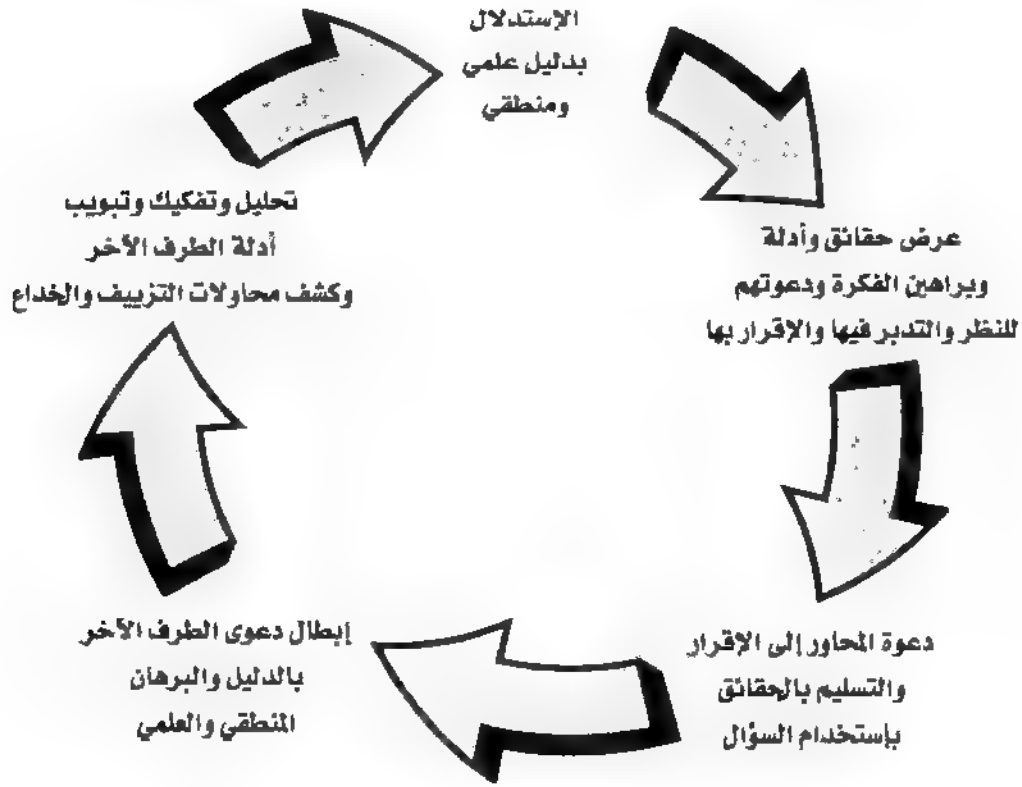 الإستدلال
بدليل علمي
ومنطقي
عرض حقائق وأدلة
وبراهين الفكرة ودعوتهم
للنظر والتدبر فيها والإقرار بها
دعوة المحاور إلى الإقرار
والتسليم بالحقائق
بإستخدام السؤال
إبطال دعوى الطرف الآخر
بالدليل والبرهان
المنطقي والعلمي
تحليل وتفكيك وتبويب
أدلة الطرف الآخر
وكشف محاولات التزييف والخداع